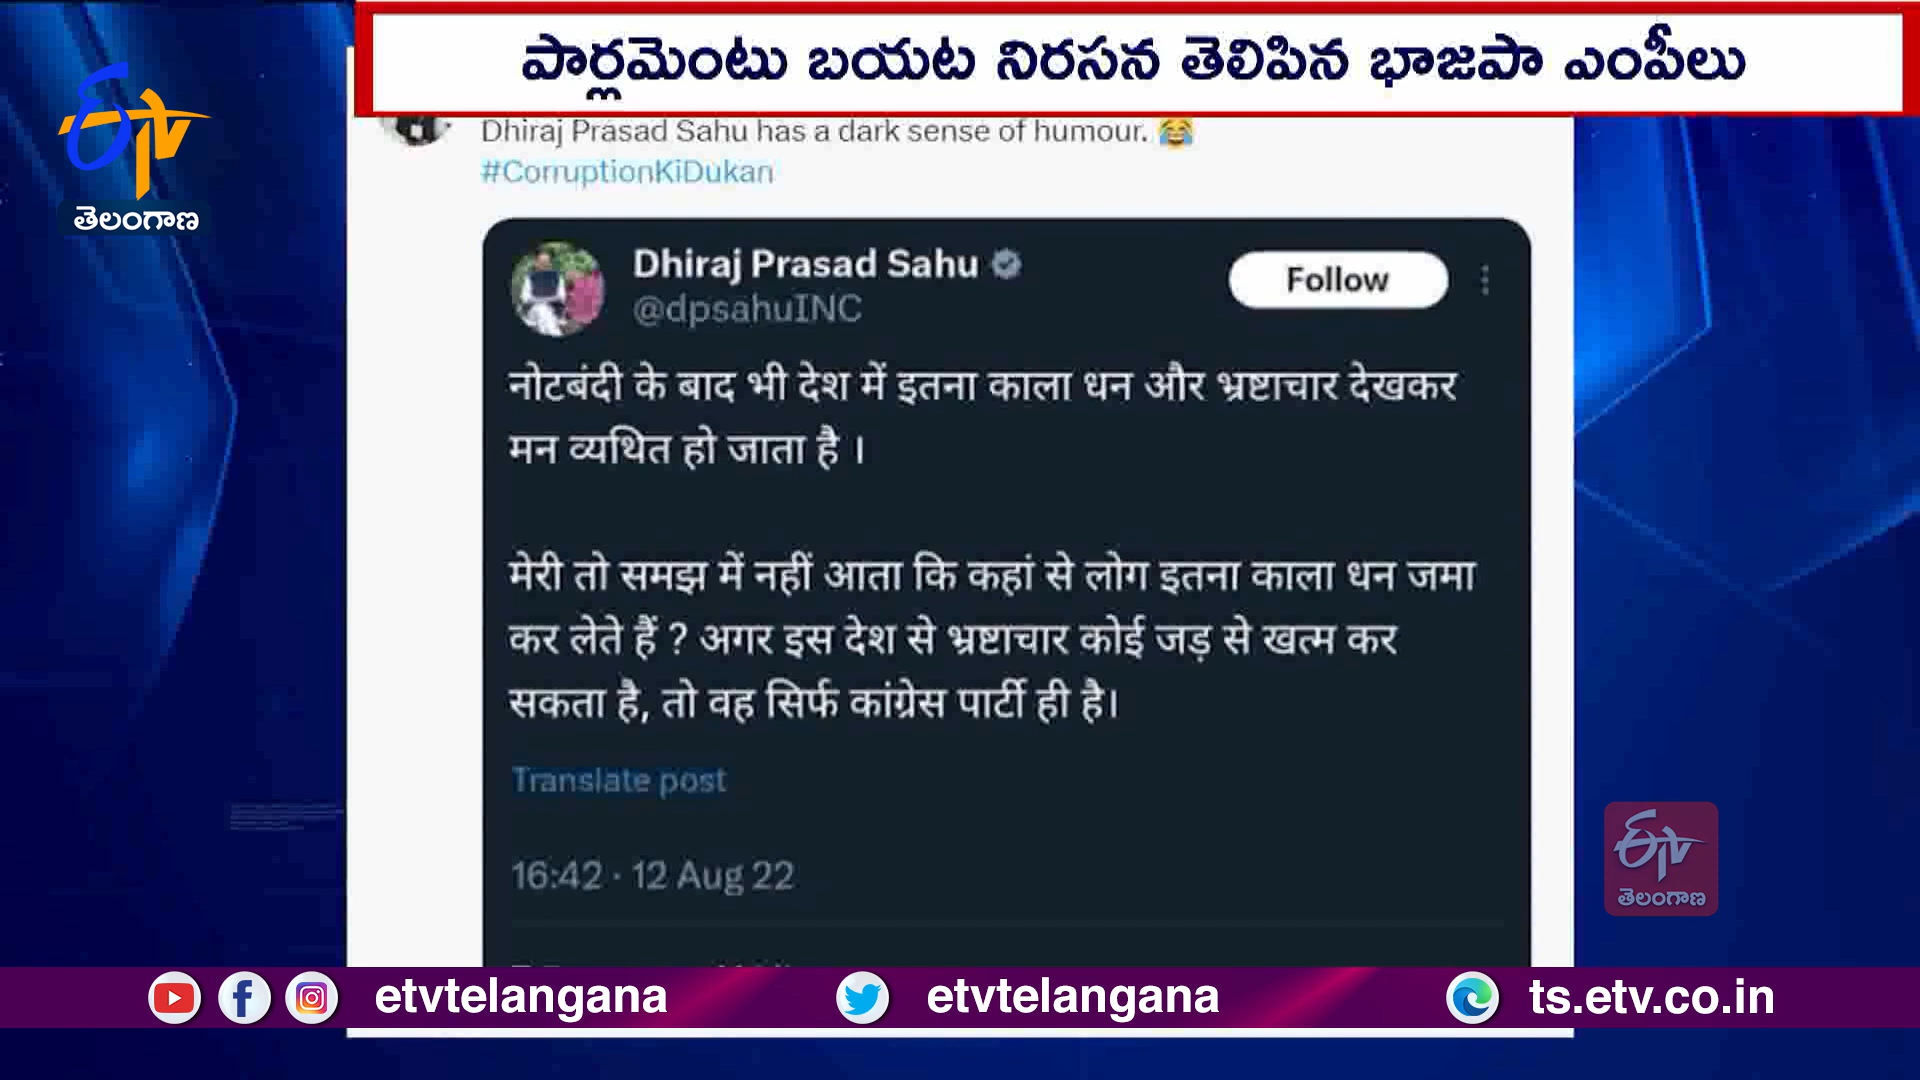 పార్లమెంటు బయట నిరసన తెలిపిన భాజపా ఎంపీలు
ETV
తెలంగాణ
Dhiraj Prasad Sahu has a dark sense of humour. 😂
#CorruptionKiDukan
Dhiraj Prasad Sahu
@dpsahuINC
Follow
नोटबंदी के बाद भी देश में इतना काला धन और भ्रष्टाचार देखकर
मन व्यथित हो जाता है ।
मेरी तो समझ में नहीं आता कि कहां से लोग इतना काला धन जमा
कर लेते हैं ? अगर इस देश से भ्रष्टाचार कोई जड़ से खत्म कर
सकता है, तो वह सिर्फ कांग्रेस पार्टी ही है।
Translate post
16:42 · 12 Aug 22
ETV
తెలంగాణ
etvtelangana
etvtelangana
ts.etv.co.in